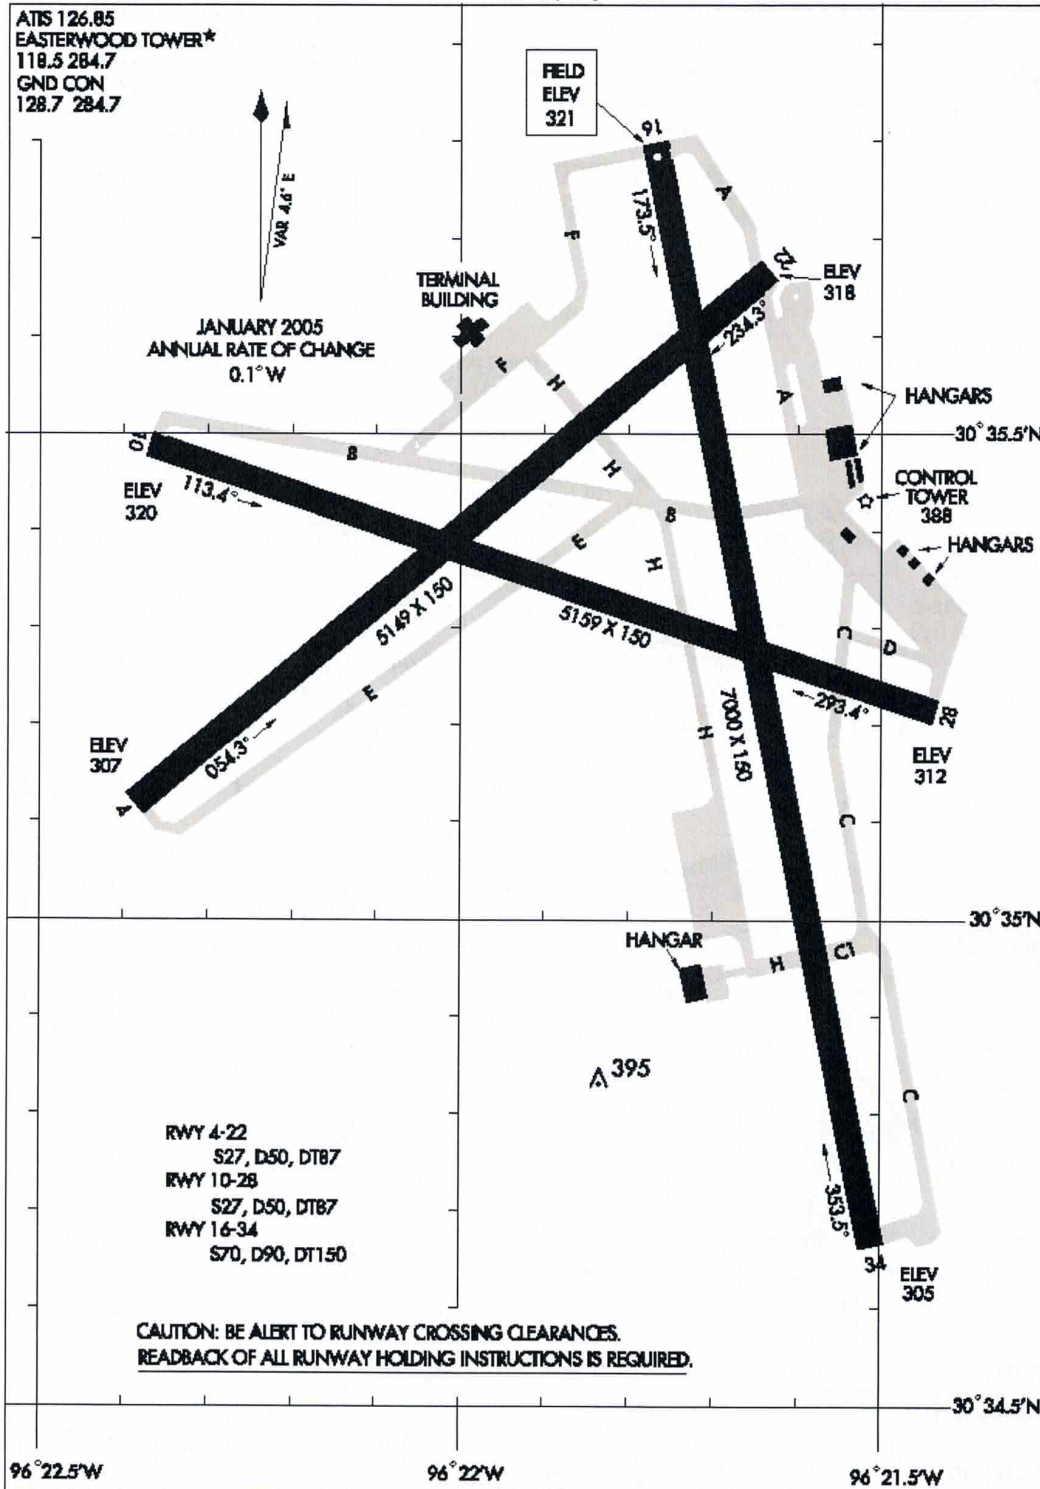 ATIS 126.85
EASTERWOOD TOWER*
118.5 284.7
GND CON
128.7 284.7
VAR 4.6° E
JANUARY 2005
ANNUAL RATE OF CHANGE
0.1° W
FIELD
ELEV
321
16
173.5°
A
F
22
ELEV
318
234.3°
TERMINAL
BUILDING
F
H
A
HANGARS
30°35.5'N
10
B
H
ELEV
320
113.4°
CONTROL
TOWER
388
B
E
H
HANGARS
5149 X 150
5159 X 150
C
D
E
293.4°
28
7000 X 150
H
ELEV
307
054.3°
4
ELEV
312
C
30°35'N
HANGAR
H
C1
395
C
RWY 4-22
S27, D50, DT87
RWY 10-28
S27, D50, DT87
RWY 16-34
S70, D90, DT150
353.5°
34
ELEV
305
CAUTION: BE ALERT TO RUNWAY CROSSING CLEARANCES.
READBACK OF ALL RUNWAY HOLDING INSTRUCTIONS IS REQUIRED.
30°34.5'N
96°22.5'W
96°22'W
96°21.5'W